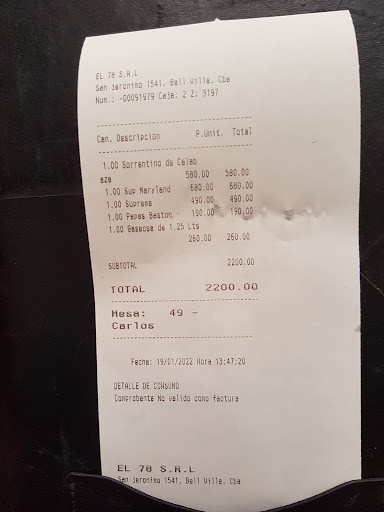 EL 78 S.R.L
San Jeronimo 1541, Bell Ville, Cba
Num.: -00091979 Caja: 2 Z: 3197
Can. Descripcion P.Unit. Total
1.00 Sorrentino de Calab
aza 580.00 580.00
1.00 Sup Maryland 680.00 680.00
1.00 Suprema 490.00 490.00
1.00 Papas Baston 190.00 190.00
1.00 Gaseosa de 1.25 Lts
260.00 260.00
SUBTOTAL 2200.00
TOTAL 2200.00
Mesa: 49 -
Carlos
Fecha: 19/01/2022 Hora 13:47:20
DETALLE DE CONSUMO
Comprobante No valido como factura
EL 78 S.R.L
San Jeronimo 1541, Bell Ville, Cba